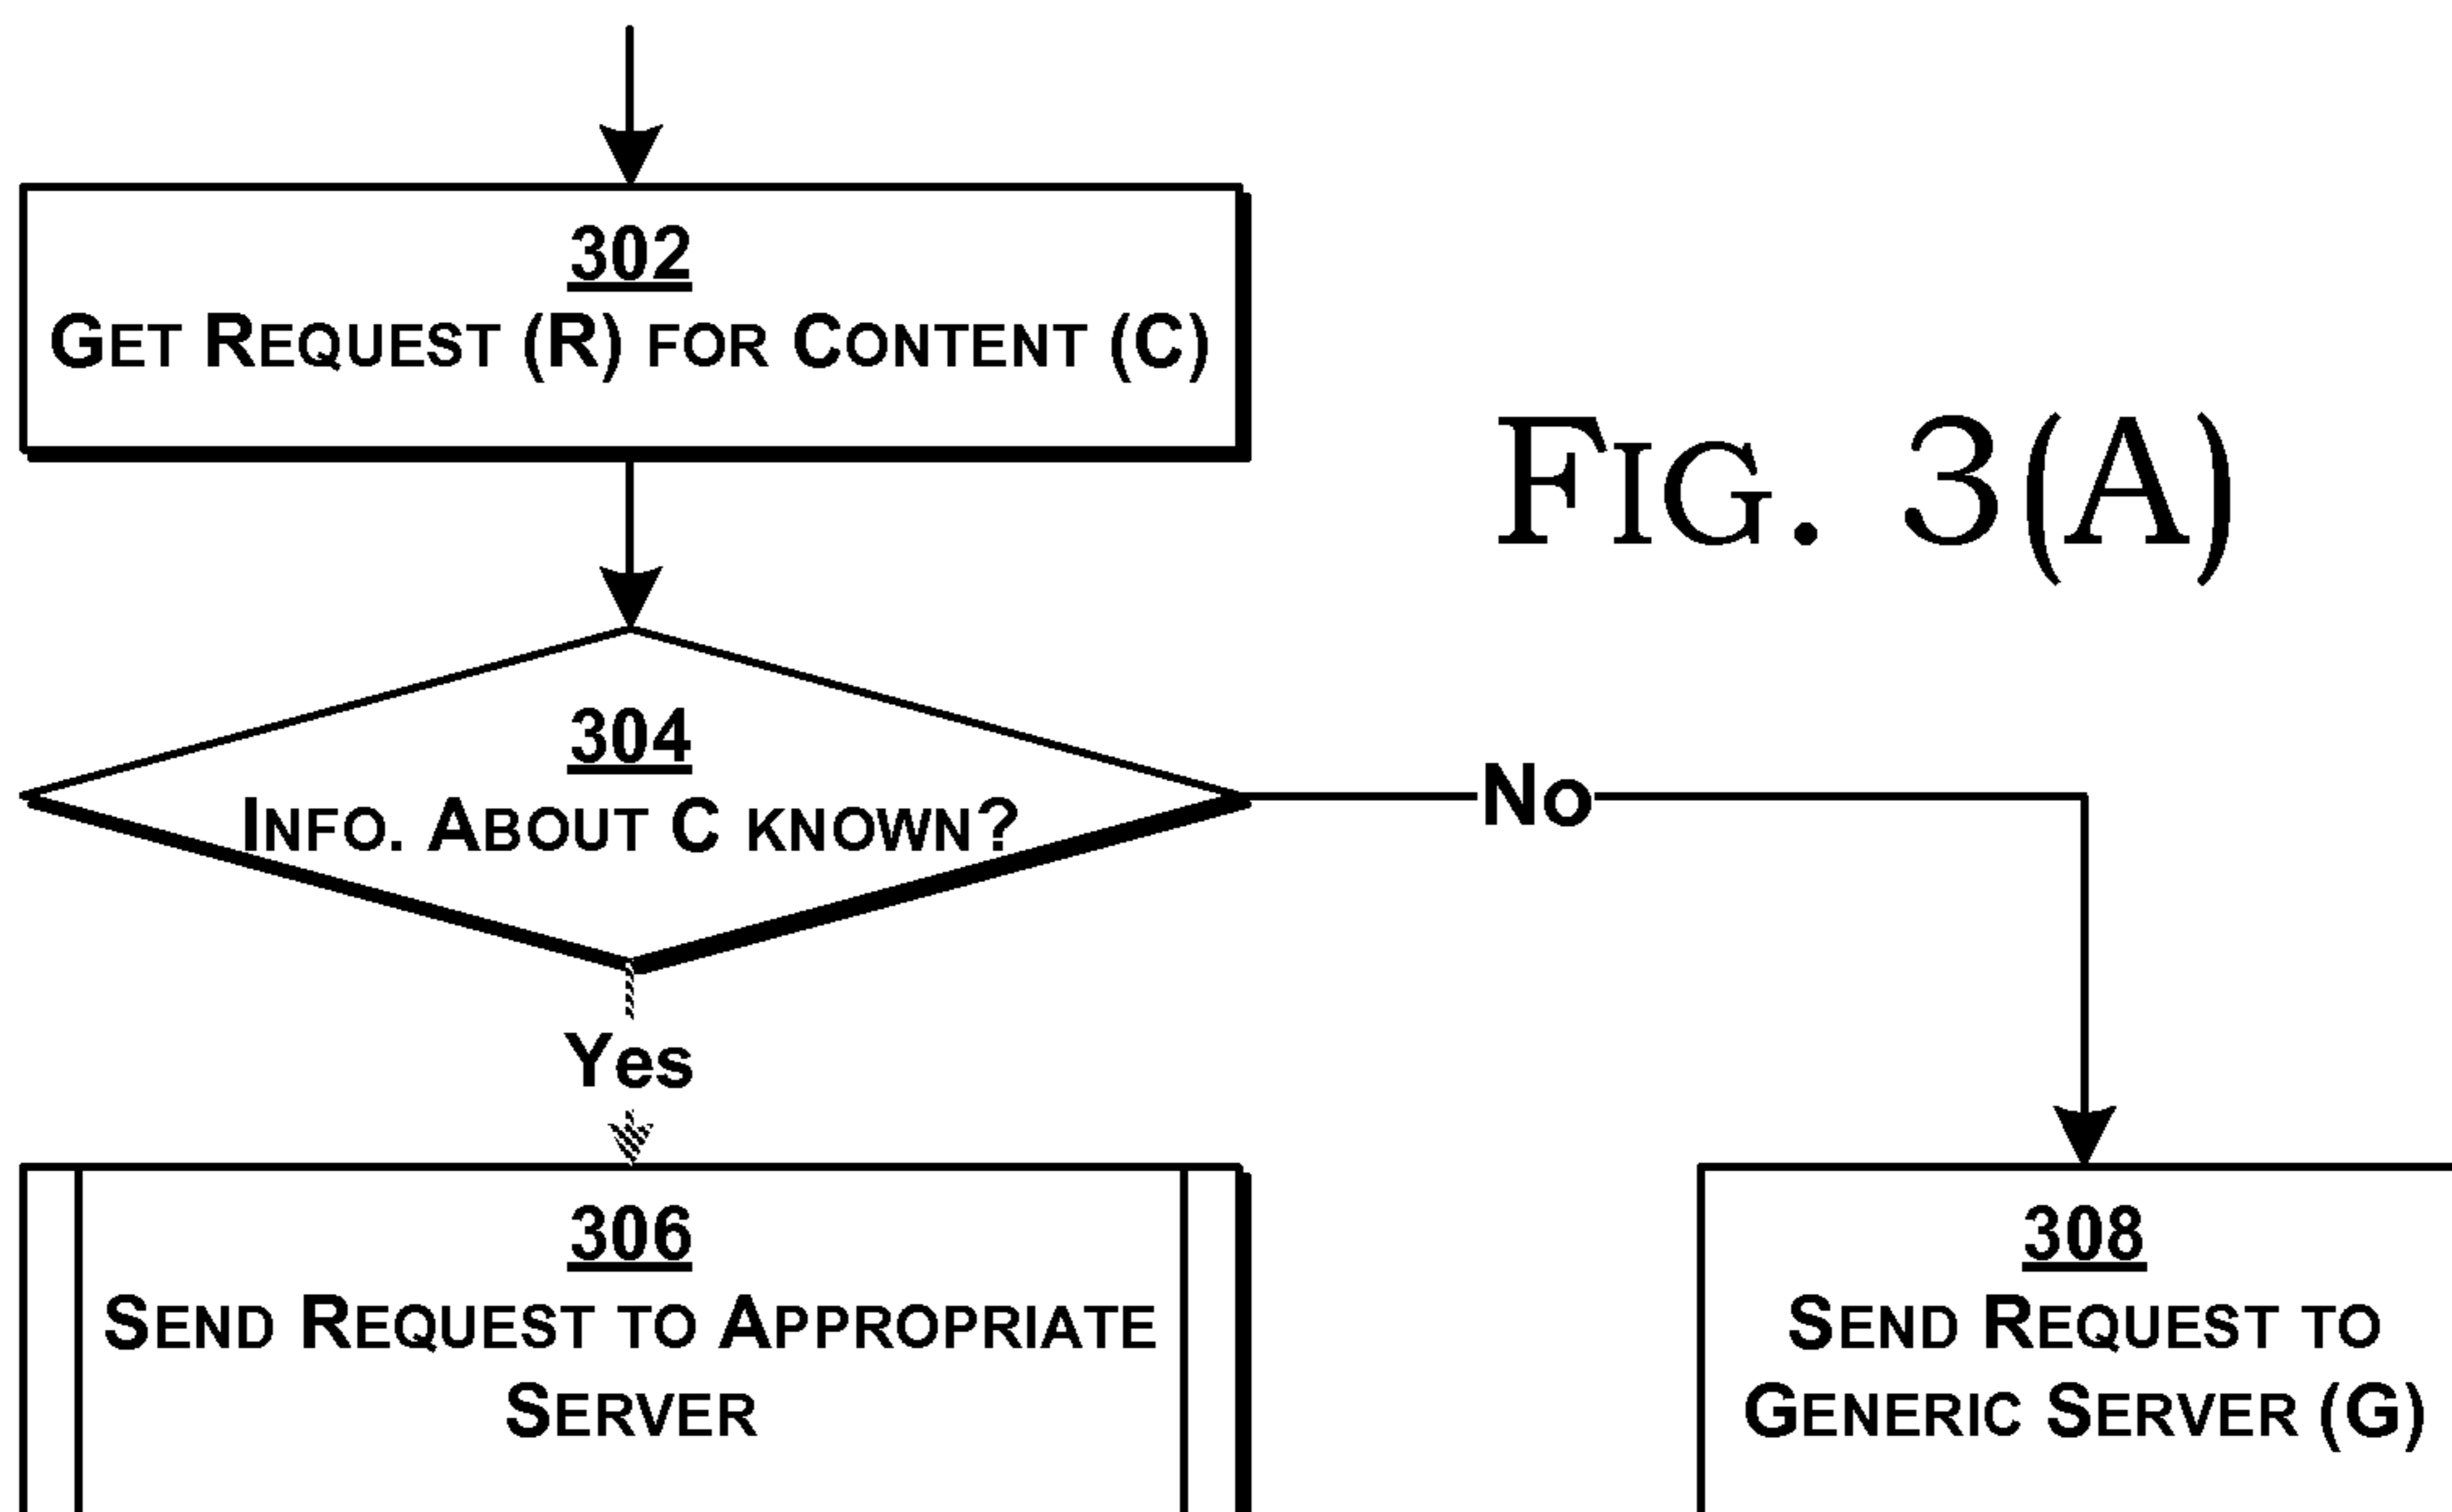 302
Get Request (R) for Content (C)
Fig. 3(A)
304
Info. About C known?
No
Yes
306
Send Request to Appropriate
Server
308
Send Request to
Generic Server (G)